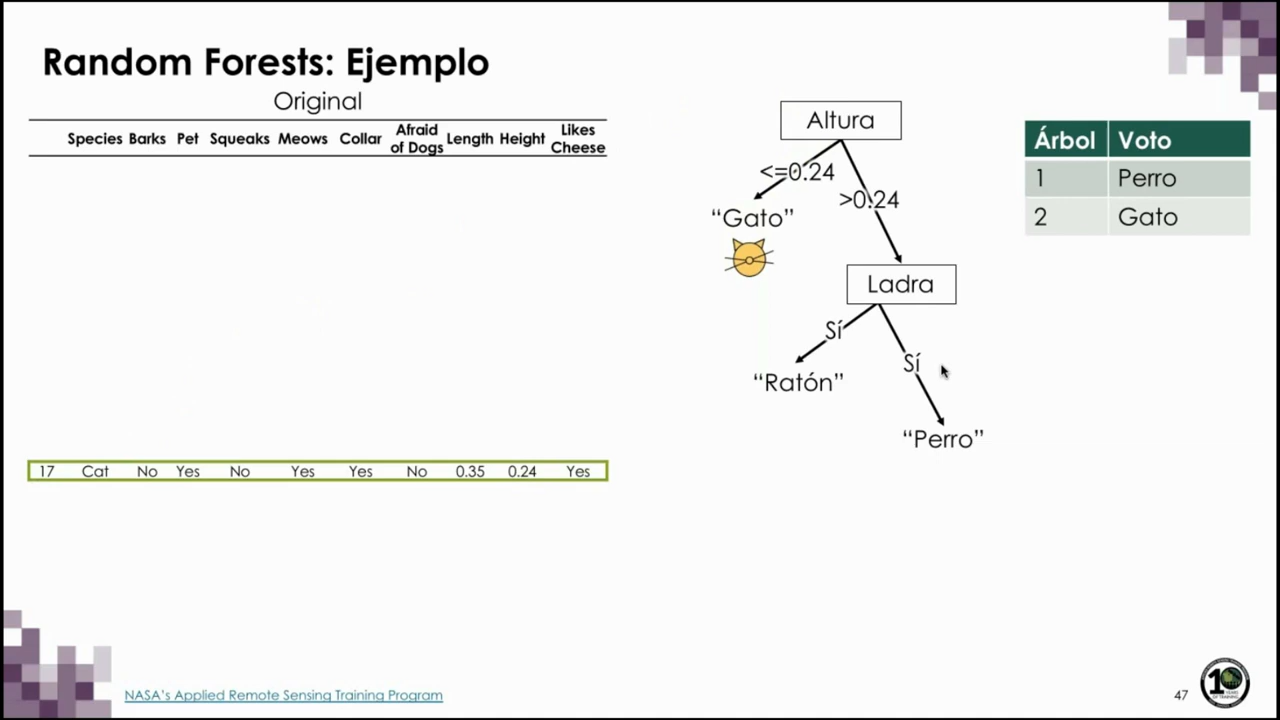 Random Forests: Ejemplo
Original
Species Barks Pet Squeaks Meows Collar Afraid of Dogs Length Height Likes Cheese
17 Cat No Yes No Yes Yes No 0.35 0.24 Yes
Altura
<=0.24
>0.24
“Gato”
Ladra
Sí
Sí
“Ratón”
“Perro”
Árbol Voto
1 Perro
2 Gato
NASA's Applied Remote Sensing Training Program
47